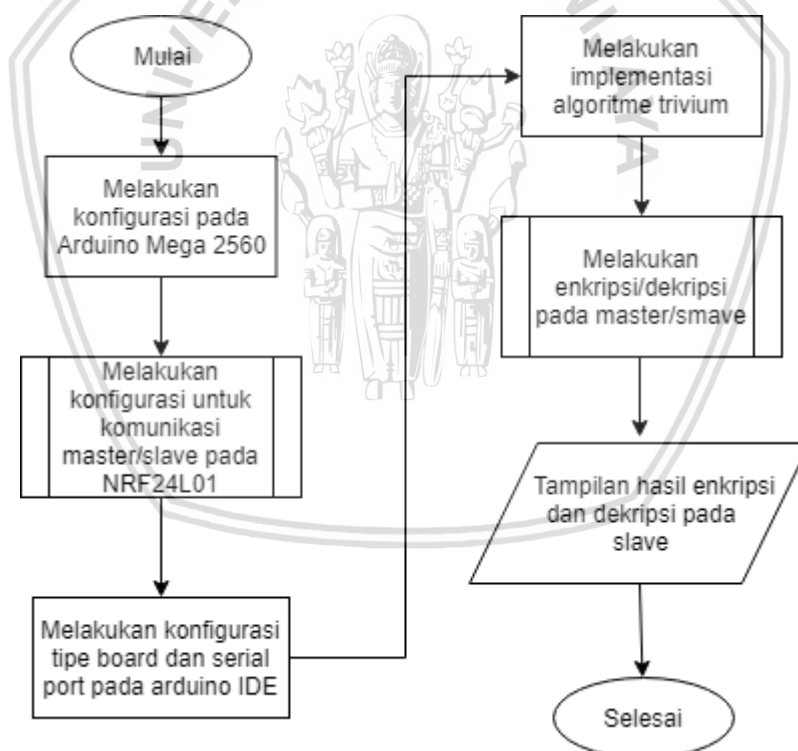 Mulai
Melakukan
konfigurasi pada
Arduino Mega 2560
Melakukan
konfigurasi untuk
komunikasi
master/slave pada
NRF24L01
Melakukan konfigurasi
tipe board dan serial
port pada arduino IDE
Melakukan
implementasi
algoritme trivium
Melakukan
enkripsi/dekripsi
pada master/smave
Tampilan hasil enkripsi
dan dekripsi pada
slave
Selesai